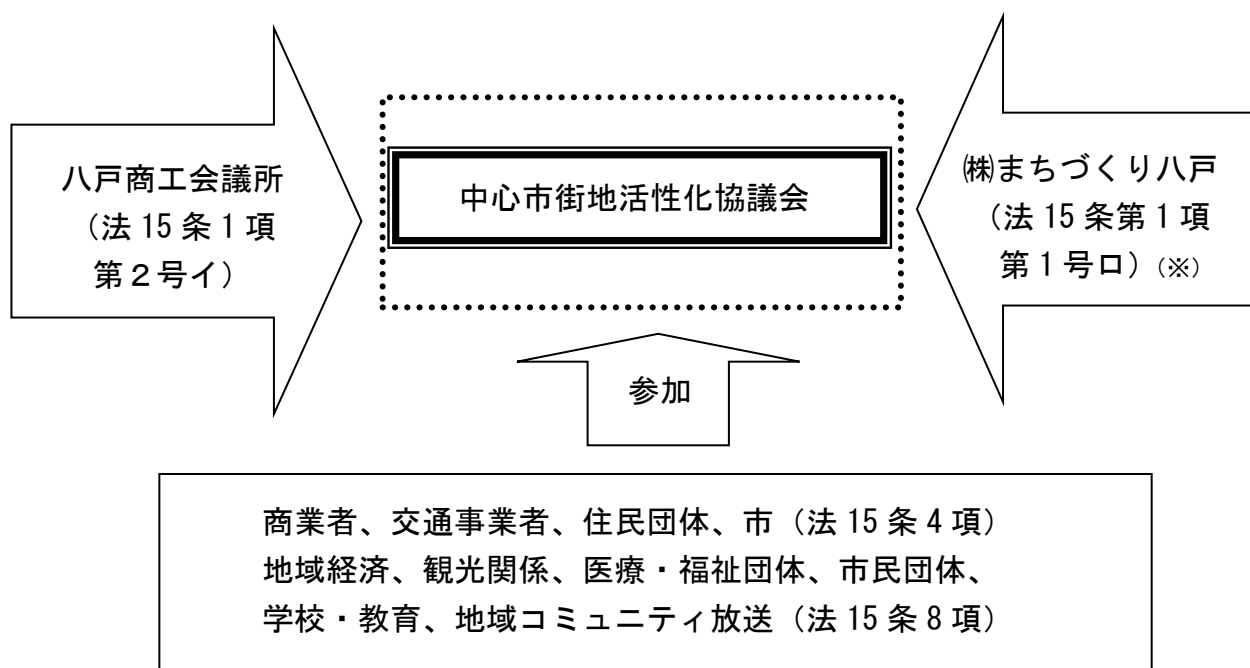 八戸商工会議所
（法 15 条 1 項
第２号イ）
中心市街地活性化協議会
㈱まちづくり八戸
（法 15 条第 1 項
第 1 号ロ）（※）
参加
商業者、交通事業者、住民団体、市（法 15 条 4 項）
地域経済、観光関係、医療・福祉団体、市民団体、
学校・教育、地域コミュニティ放送（法 15 条 8 項）